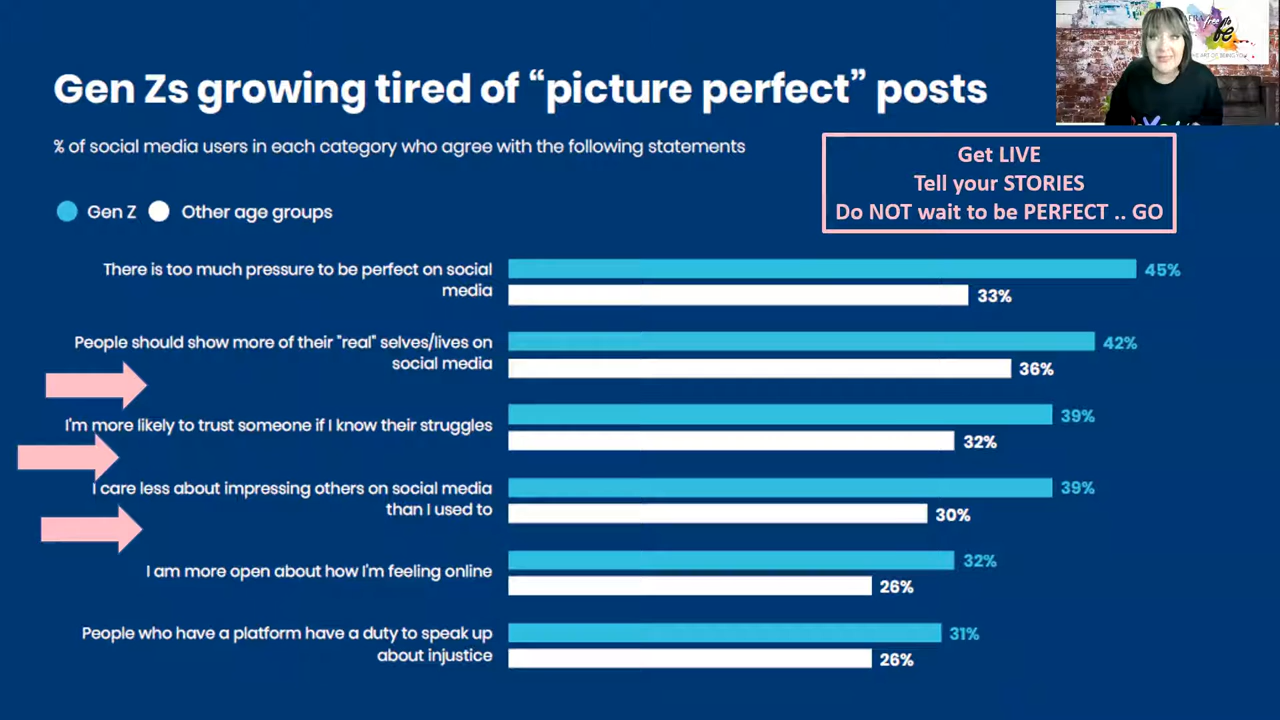 Gen Zs growing tired of “picture perfect” posts
% of social media users in each category who agree with the following statements
Get LIVE
Tell your STORIES
Do NOT wait to be PERFECT .. GO
Gen Z
Other age groups
There is too much pressure to be perfect on social
media
45%
33%
People should show more of their "real" selves/lives on
social media
42%
36%
I'm more likely to trust someone if I know their struggles
39%
32%
I care less about impressing others on social media
than I used to
39%
30%
I am more open about how I'm feeling online
32%
26%
People who have a platform have a duty to speak up
about injustice
31%
26%